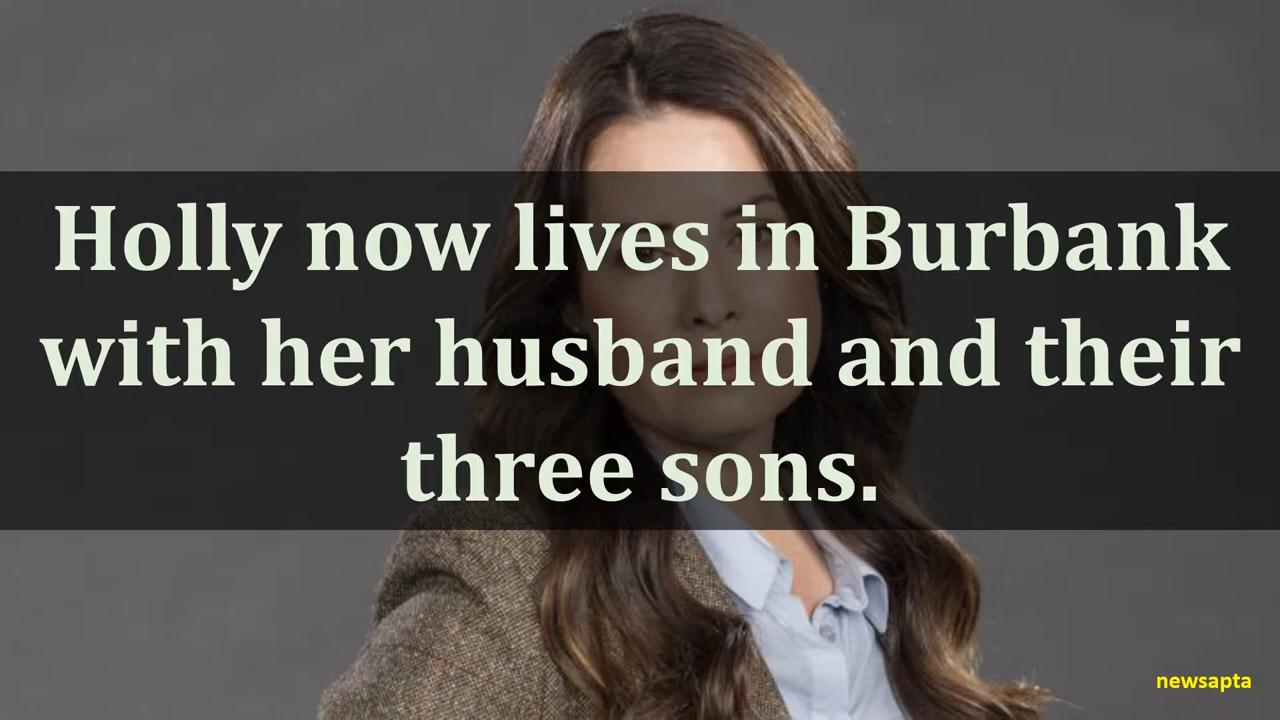 Holly now lives in Burbank
with her husband and their
three sons.
newsapta